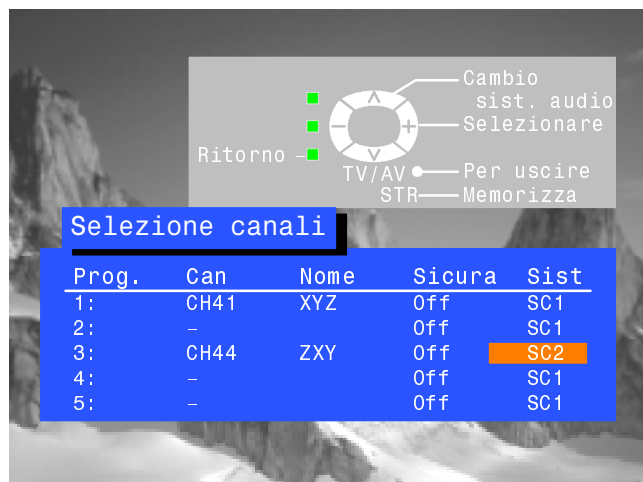 Cambio
sist. audio
Selezionare
Ritorno
TV/AV Per uscire
STR Memorizza
Selezione canali
Prog. Can Nome Sicura Sist
1: CH41 XYZ Off SC1
2: – Off SC1
3: CH44 ZXY Off SC2
4: – Off SC1
5: – Off SC1